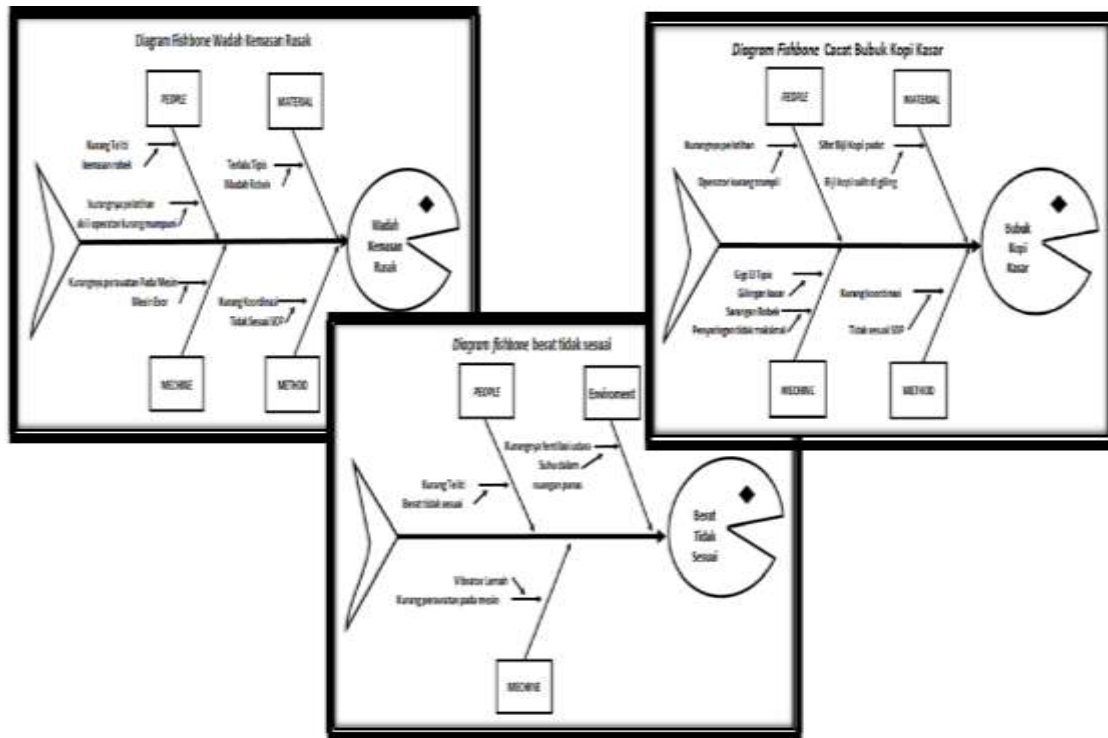 Diagram Fishbone Wadah Kemasan Rusak
PEOPLE
MATERIAL
Kurang Teliti
kemasan robek
Terlalu Tipis
Mudah Robek
kurangnya pelatihan
skil operator kurang mumpuni
Wadah
Kemasan
Rusak
Kurangnya perawatan Pada Mesin
Mesin Eror
Kurang Koordinasi
Tidak Sesuai SOP
MECHINE
METHOD
Diagram Fishbone Cacat Bubuk Kopi Kasar
PEOPLE
MATERIAL
Kurangnya pelatihan
Operator kurang trampil
Sifat Biji Kopi padat
Biji kopi sulit di giling
Bubuk
Kopi
Kasar
Gigi
Tipis
Gilingan kasar
Saringan Robek
Penyaringan tidak maksimal
Kurang koordinasi
Tidak sesuai SOP
MECHINE
METHOD
Diagram fishbone berat tidak sesuai
PEOPLE
Enviroment
Kurangnya fentilasi udara
Suhu dalam
ruangan panas
Kurang Teliti
Berat tidak sesuai
Berat
Tidak
Sesuai
Vibrator Lemah
Kurang perawatan pada mesin
MECHINE